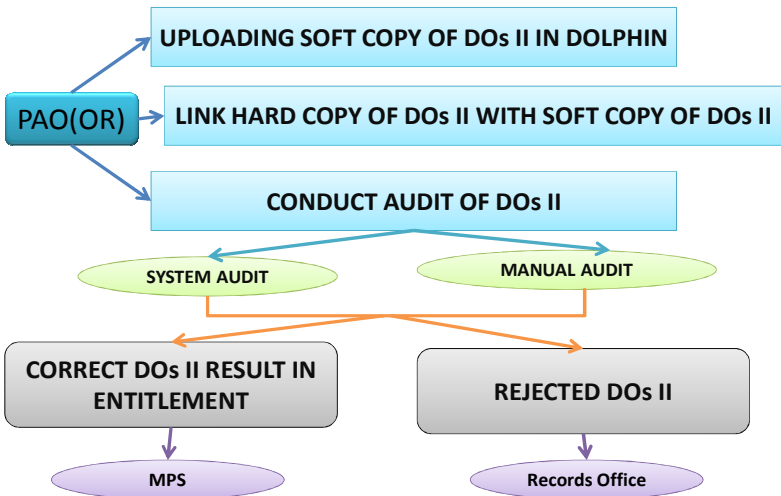 UPLOADING SOFT COPY OF DOs II IN DOLPHIN
PAO(OR)
LINK HARD COPY OF DOs II WITH SOFT COPY OF DOs II
CONDUCT AUDIT OF DOs II
SYSTEM AUDIT
MANUAL AUDIT
CORRECT DOs II RESULT IN
ENTITLEMENT
REJECTED DOs II
MPS
Records Office